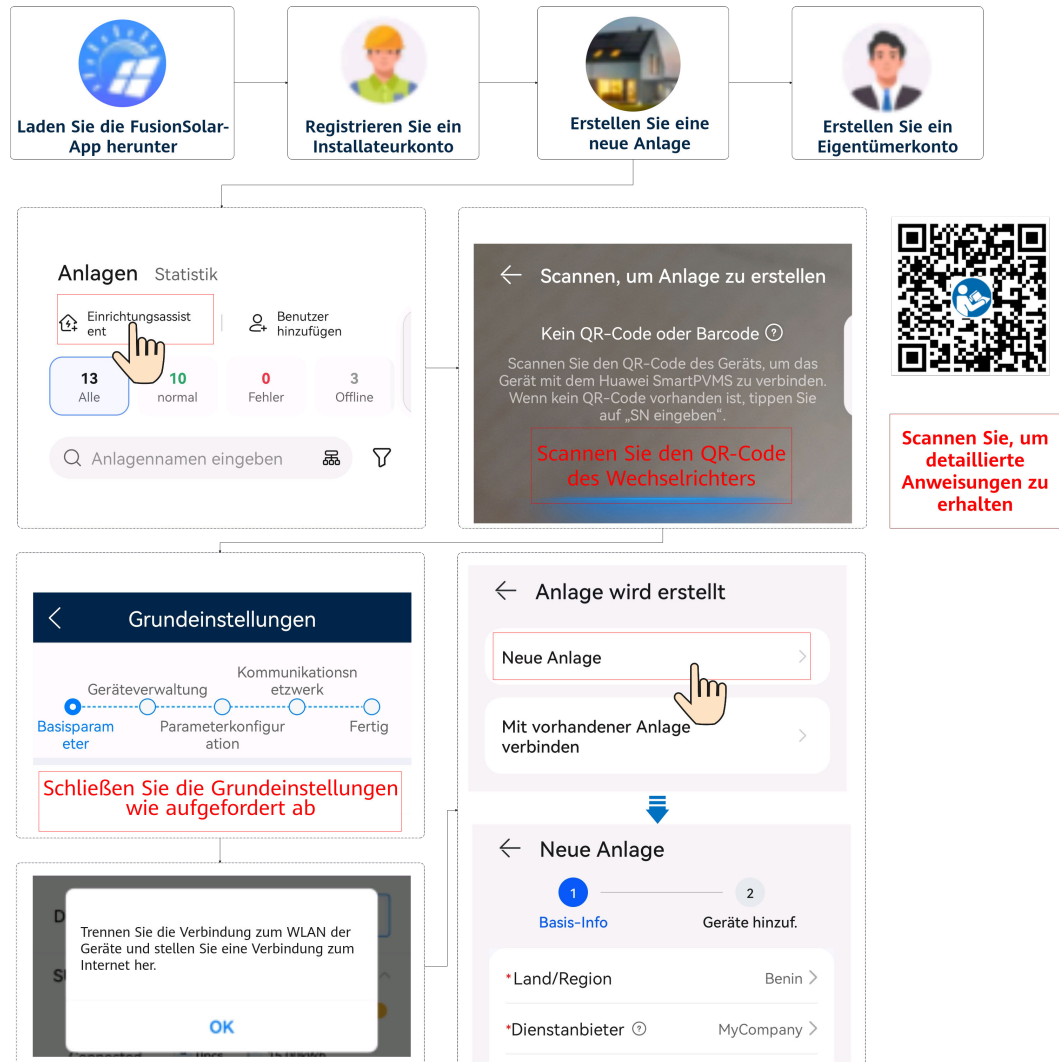 Laden Sie die FusionSolar-
App herunter
Registrieren Sie ein
Installateurkonto
Erstellen Sie eine
neue Anlage
Erstellen Sie ein
Eigentümerkonto
Anlagen Statistik
Einrichtungsassist
ent
Benutzer
hinzufügen
13
Alle
10
normal
0
Fehler
3
Offline
Anlagennamen eingeben
Scannen, um Anlage zu erstellen
Kein QR-Code oder Barcode
Scannen Sie den QR-Code des Geräts, um das
Gerät mit dem Huawei SmartPVMS zu verbinden.
Wenn kein QR-Code vorhanden ist, tippen Sie
auf „SN eingeben“.
Scannen Sie den QR-Code
des Wechselrichters
Scannen Sie, um
detaillierte
Anweisungen zu
erhalten
Grundeinstellungen
Basisparam
eter
Geräteverwaltung
Parameterkonfigur
ation
Kommunikationsn
etzwerk
Fertig
Schließen Sie die Grundeinstellungen
wie aufgefordert ab
Trennen Sie die Verbindung zum WLAN der
Geräte und stellen Sie eine Verbindung zum
Internet her.
OK
Anlage wird erstellt
Neue Anlage
Mit vorhandener Anlage
verbinden
Neue Anlage
1
Basis-Info
2
Geräte hinzuf.
*Land/Region
Benin
*Dienstanbieter
MyCompany